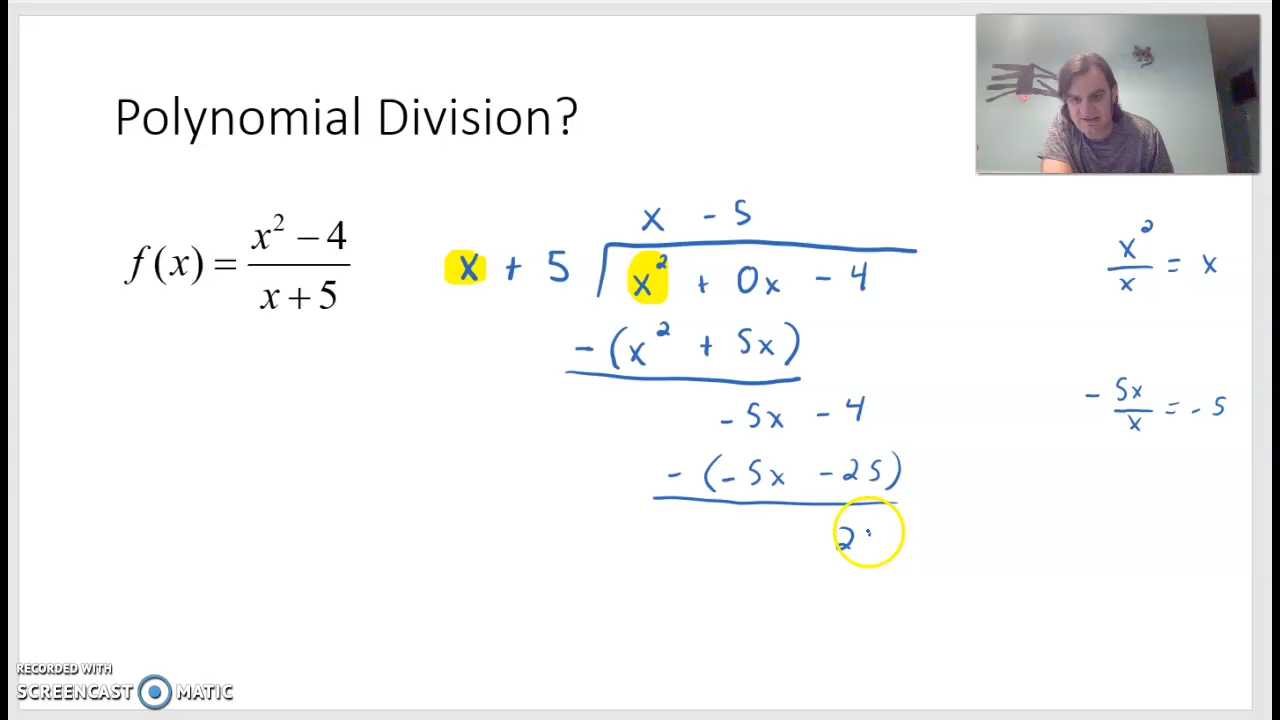 Polynomial Division?
f(x) = (x² − 4)/(x + 5)
x - 5
x + 5 ) x² + 0x - 4
- (x² + 5x)
-5x - 4
- (-5x - 25)
2
x²/x = x
-5x/x = -5
RECORDED WITH
SCREENCAST MATIC